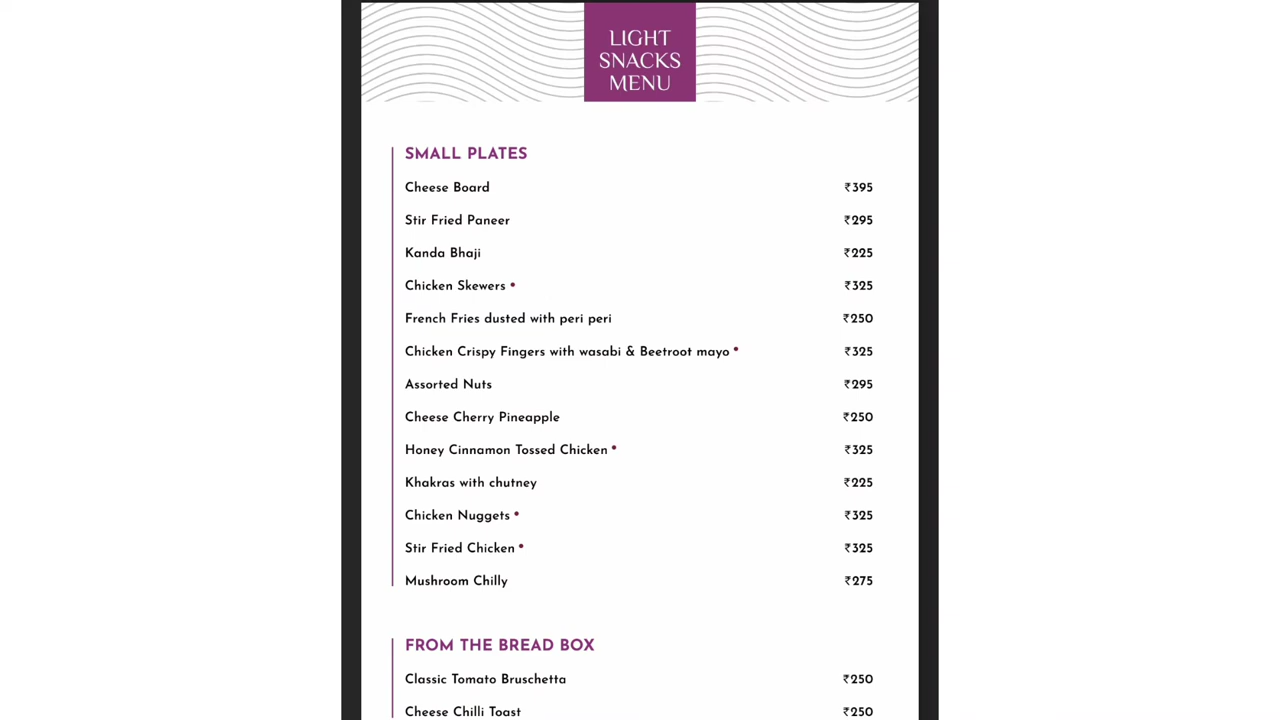 LIGHT
SNACKS
MENU
SMALL PLATES
Cheese Board ₹395
Stir Fried Paneer ₹295
Kanda Bhaji ₹225
Chicken Skewers • ₹325
French Fries dusted with peri peri ₹250
Chicken Crispy Fingers with wasabi & Beetroot mayo • ₹325
Assorted Nuts ₹295
Cheese Cherry Pineapple ₹250
Honey Cinnamon Tossed Chicken • ₹325
Khakras with chutney ₹225
Chicken Nuggets • ₹325
Stir Fried Chicken • ₹325
Mushroom Chilly ₹275
FROM THE BREAD BOX
Classic Tomato Bruschetta ₹250
Cheese Chilli Toast ₹250